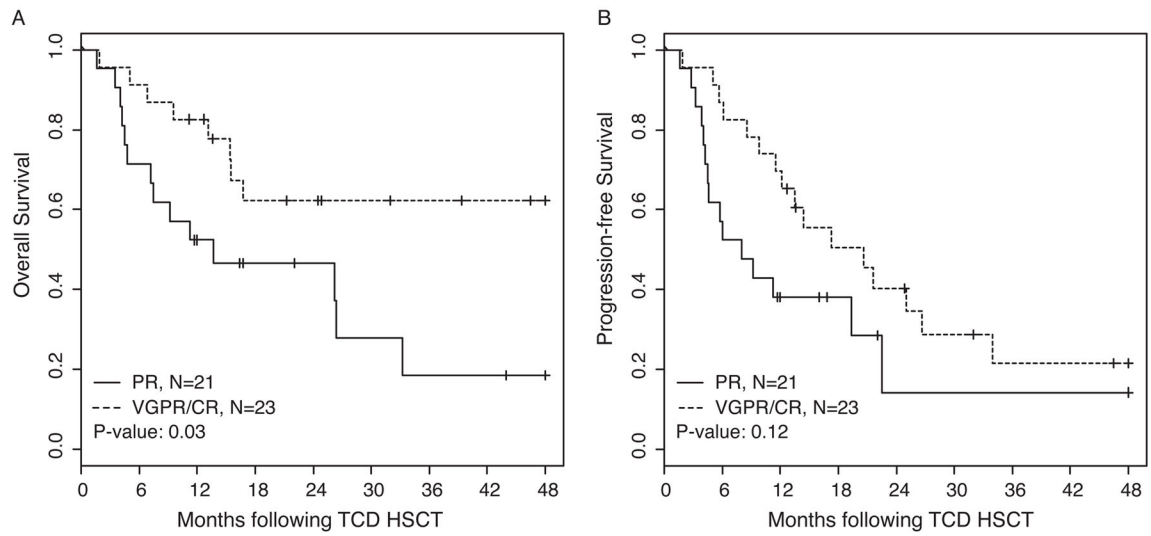 A
Overall Survival
1.0
0.8
0.6
0.4
0.2
0.0
PR, N=21
VGPR/CR, N=23
P-value: 0.03
0 6 12 18 24 30 36 42 48
Months following TCD HSCT
B
Progression-free Survival
1.0
0.8
0.6
0.4
0.2
0.0
PR, N=21
VGPR/CR, N=23
P-value: 0.12
0 6 12 18 24 30 36 42 48
Months following TCD HSCT